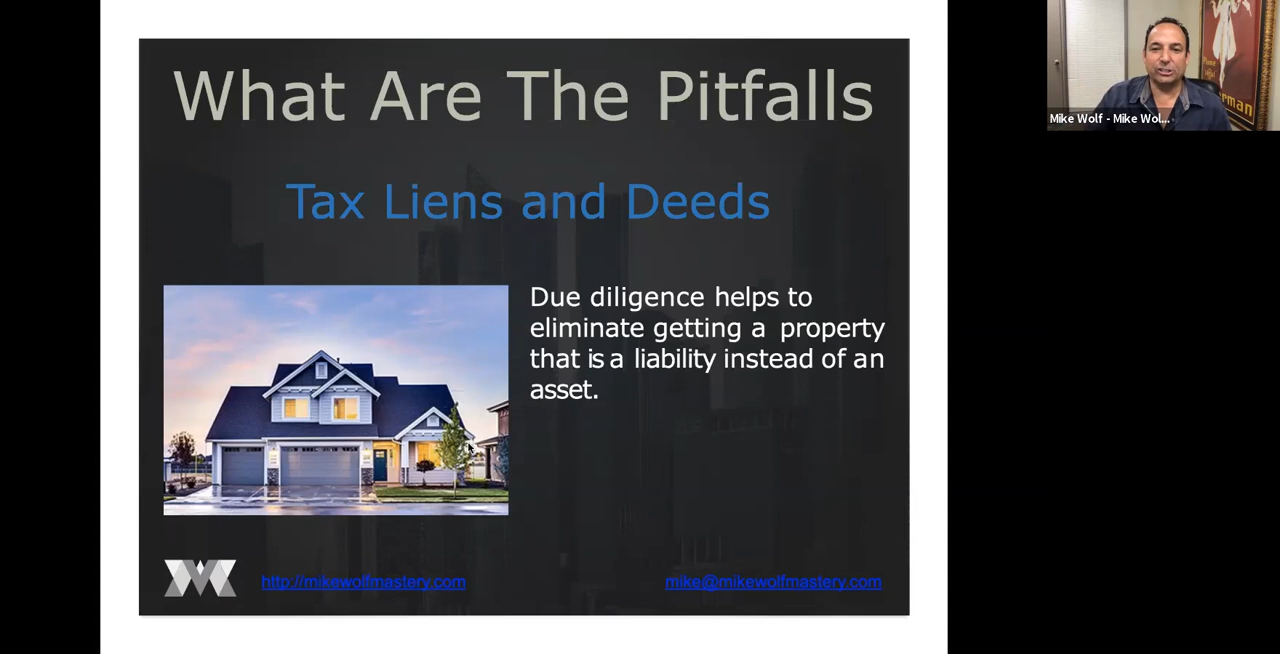 What Are The Pitfalls
Tax Liens and Deeds
Due diligence helps to
eliminate getting a property
that is a liability instead of an
asset.
http://mikewolfmastery.com
mike@mikewolfmastery.com
Mike Wolf - Mike Wol...
rman